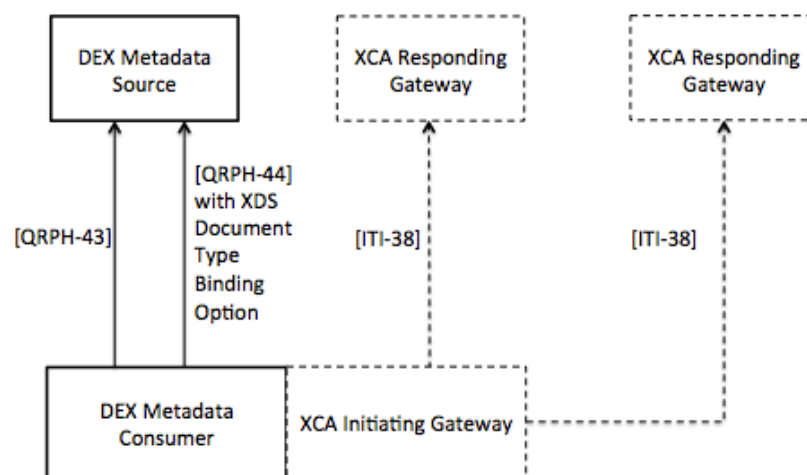 DEX Metadata
Source
XCA Responding
Gateway
XCA Responding
Gateway
[QRPH-43]
[QRPH-44]
with XDS
Document
Type
Binding
Option
[ITI-38]
[ITI-38]
DEX Metadata
Consumer
XCA Initiating Gateway